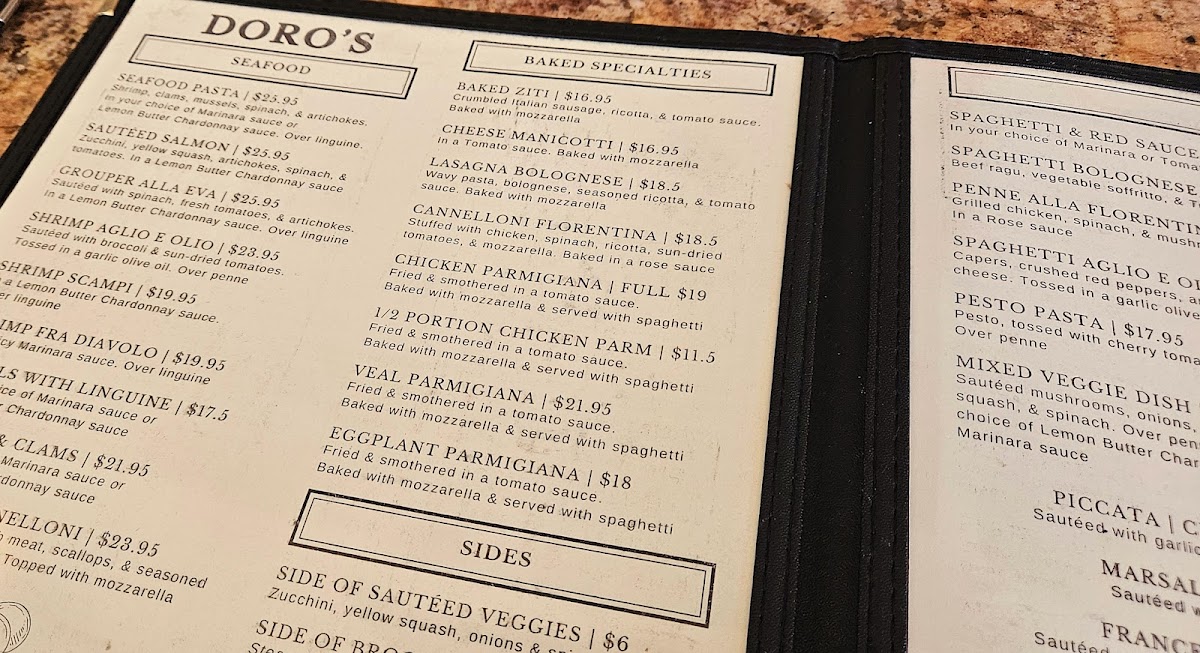 DORO'S
SEAFOOD
SEAFOOD PASTA | $25.95
Shrimp, clams, mussels, spinach, & artichokes.
In your choice of Marinara sauce or
Lemon Butter Chardonnay sauce. Over linguine.
SAUTÉED SALMON | $25.95
Zucchini, yellow squash, artichokes, spinach, &
tomatoes. In a Lemon Butter Chardonnay sauce
GROUPER ALLA EVA | $25.95
Sautéed with spinach, fresh tomatoes, & artichokes.
In a Lemon Butter Chardonnay sauce. Over linguine
SHRIMP AGLIO E OLIO | $23.95
Sautéed with broccoli & sun-dried tomatoes.
Tossed in a garlic olive oil. Over penne
SHRIMP SCAMPI | $19.95
a Lemon Butter Chardonnay sauce.
linguine
FRA DIAVOLO | $19.95
Marinara sauce. Over linguine
WITH LINGUINE | $17.5
of Marinara sauce or
Chardonnay sauce
& CLAMS | $21.95
Marinara sauce or
sauce
| $23.95
meat, scallops, & seasoned
Topped with mozzarella
BAKED SPECIALTIES
BAKED ZITI | $16.95
Crumbled Italian sausage, ricotta, & tomato sauce.
Baked with mozzarella
CHEESE MANICOTTI | $16.95
In a Tomato sauce. Baked with mozzarella
LASAGNA BOLOGNESE | $18.5
Wavy pasta, bolognese, seasoned ricotta, & tomato
sauce. Baked with mozzarella
CANNELLONI FLORENTINA | $18.5
Stuffed with chicken, spinach, ricotta, sun-dried
tomatoes, & mozzarella. Baked in a rose sauce
CHICKEN PARMIGIANA | FULL $19
Fried & smothered in a tomato sauce.
Baked with mozzarella & served with spaghetti
1/2 PORTION CHICKEN PARM | $11.5
Fried & smothered in a tomato sauce.
Baked with mozzarella & served with spaghetti
VEAL PARMIGIANA | $21.95
Fried & smothered in a tomato sauce.
Baked with mozzarella & served with spaghetti
EGGPLANT PARMIGIANA | $18
Fried & smothered in a tomato sauce.
Baked with mozzarella & served with spaghetti
SIDES
SIDE OF SAUTÉED VEGGIES | $6
Zucchini, yellow squash, onions &
SIDE OF
SPAGHETTI & RED SAUCE
In your choice of Marinara or
SPAGHETTI BOLOGNESE
Beef ragu, vegetable soffritto, &
PENNE ALLA
Grilled chicken, spinach, &
In a Rose sauce
SPAGHETTI AGLIO E
Capers, crushed red peppers,
cheese. Tossed in a garlic olive
PESTO PASTA | $17.95
Pesto, tossed with cherry
Over penne
MIXED VEGGIE DISH
Sautéed mushrooms, onions,
squash, & spinach. Over
choice of Lemon Butter
Marinara sauce
PICCATA |
Sautéed with
Sautéed
Sautéed